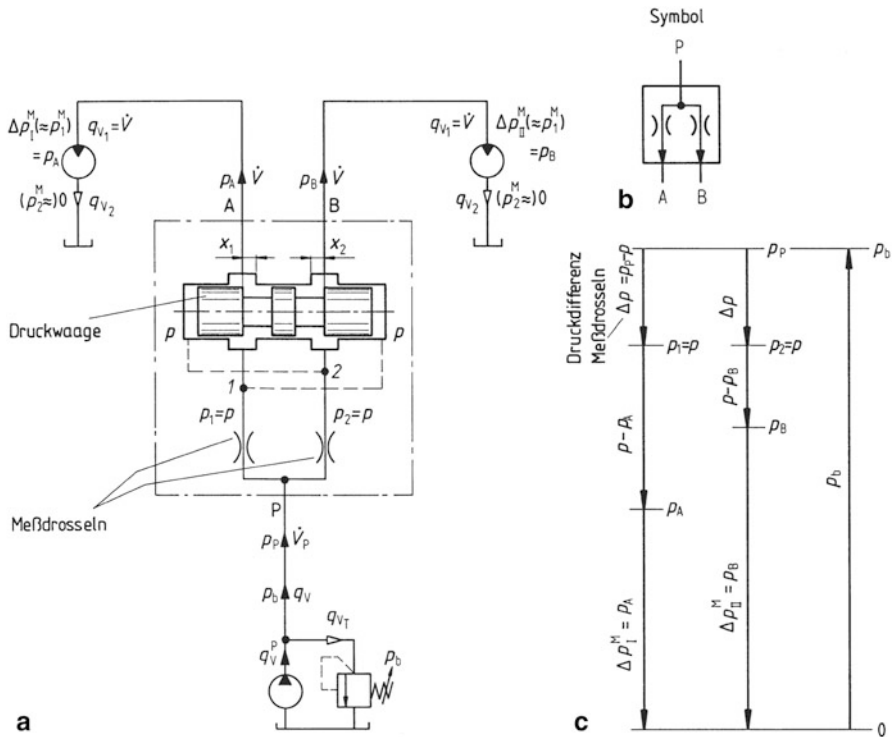 Symbol
P
A B
b
Δp_I^M(≈p_1^M)
= p_A
q_V1 = V̇
(p_2^M≈)0
q_V2
p_A V̇
A
p_B V̇
B
q_V1 = V̇
Δp_II^M(≈p_1^M)
= p_B
q_V2
(p_2^M≈)0
x_1
x_2
Druckwaage
p
p
1
2
p_1=p
p_2=p
Meßdrosseln
P
p_P V̇_P
p_b q_V
q_VT
q_V^P
p_b
a
Druckdifferenz
Meßdrosseln Δp = p_P-p
p_P
p_b
Δp
p_1=p
p_2=p
p-p_A
p-p_B
p_B
p_A
p_b
Δp_I^M = p_A
Δp_II^M = p_B
0
c